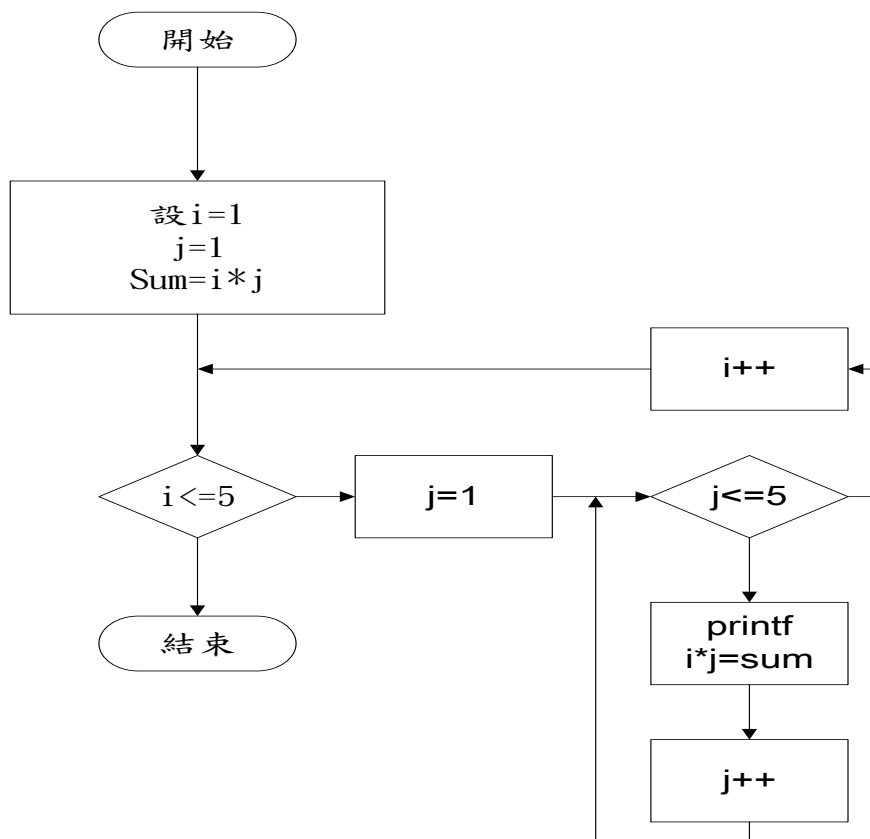 開始
設i=1
j=1
Sum=i*j
i++
i<=5
j=1
j<=5
結束
printf
i*j=sum
j++